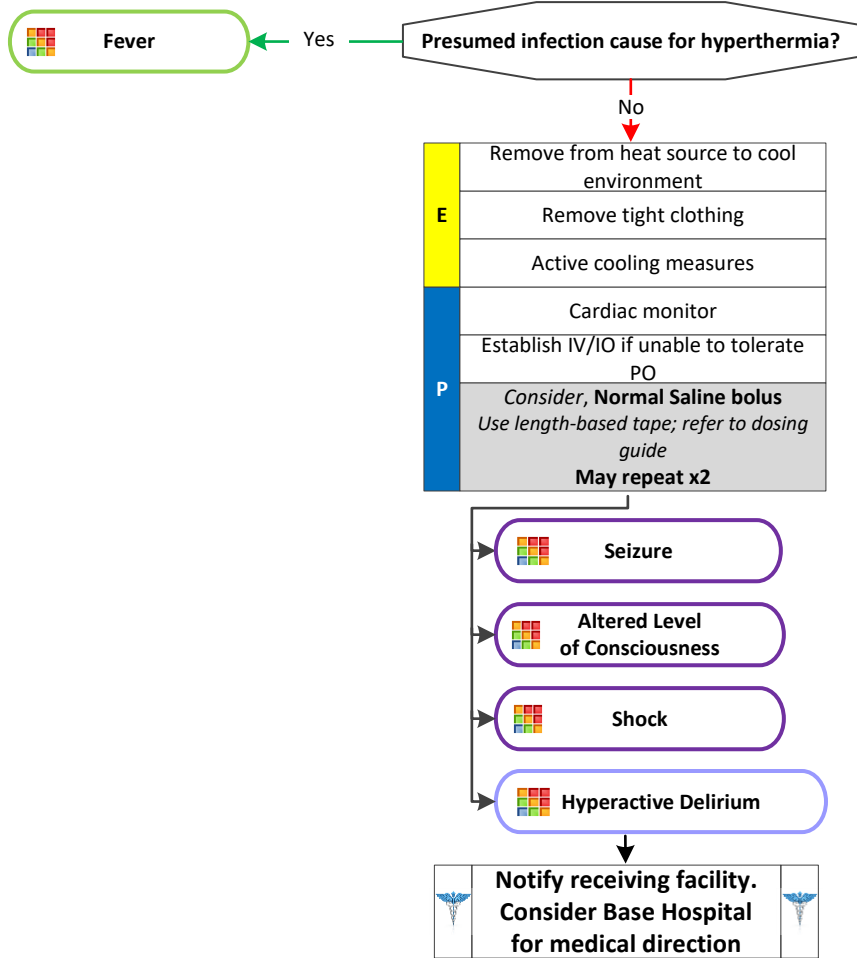 Fever
Yes
Presumed infection cause for hyperthermia?
No
E
Remove from heat source to cool
environment
Remove tight clothing
Active cooling measures
P
Cardiac monitor
Establish IV/IO if unable to tolerate
PO
Consider, Normal Saline bolus
Use length-based tape; refer to dosing
guide
May repeat x2
Seizure
Altered Level
of Consciousness
Shock
Hyperactive Delirium
Notify receiving facility.
Consider Base Hospital
for medical direction